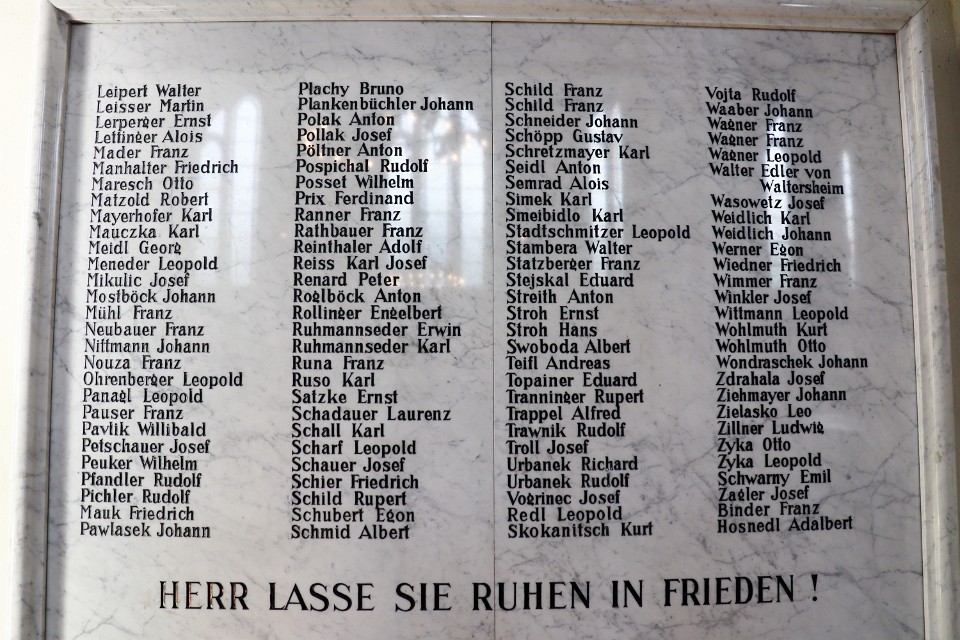 Leipert Walter
Leisser Martin
Lerperger Ernst
Lettinger Alois
Mader Franz
Manhalter Friedrich
Maresch Otto
Matzold Robert
Mayerhofer Karl
Mauczka Karl
Meidl Georg
Meneder Leopold
Mikulic Josef
Mostböck Johann
Mühl Franz
Neubauer Franz
Nittmann Johann
Nouza Franz
Ohrenberger Leopold
Panagl Leopold
Pauser Franz
Pavlik Willibald
Petschauer Josef
Peuker Wilhelm
Pfandler Rudolf
Pichler Rudolf
Mauk Friedrich
Pawlasek Johann
Plachy Bruno
Plankenbüchler Johann
Polak Anton
Pollak Josef
Pöltner Anton
Pospichal Rudolf
Posset Wilhelm
Prix Ferdinand
Ranner Franz
Rathbauer Franz
Reinthaler Adolf
Reiss Karl Josef
Renard Peter
Roglböck Anton
Rollinger Engelbert
Ruhmannseder Erwin
Ruhmannseder Karl
Runa Franz
Ruso Karl
Satzke Ernst
Schadauer Laurenz
Schall Karl
Scharf Leopold
Schauer Josef
Schier Friedrich
Schild Rupert
Schubert Egon
Schmid Albert
Schild Franz
Schild Franz
Schneider Johann
Schöpp Gustav
Schretzmayer Karl
Seidl Anton
Semrad Alois
Simek Karl
Smeibidlo Karl
Stadtschmitzer Leopold
Stambera Walter
Statzberger Franz
Stejskal Eduard
Streith Anton
Stroh Ernst
Stroh Hans
Swoboda Albert
Teifl Andreas
Topainer Eduard
Tranninger Rupert
Trappel Alfred
Trawnik Rudolf
Troll Josef
Urbanek Richard
Urbanek Rudolf
Vogrinec Josef
Redl Leopold
Skokanitsch Kurt
Vojta Rudolf
Waaber Johann
Wagner Franz
Wagner Franz
Wagner Leopold
Walter Edler von
Waltersheim
Wasowetz Josef
Weidlich Karl
Weidlich Johann
Werner Egon
Wiedner Friedrich
Wimmer Franz
Winkler Josef
Wittmann Leopold
Wohlmuth Kurt
Wohlmuth Otto
Wondraschek Johann
Zdrahala Josef
Ziehmayer Johann
Zielasko Leo
Zillner Ludwig
Zyka Otto
Zyka Leopold
Schwarny Emil
Zagler Josef
Binder Franz
Hosnedl Adalbert
HERR LASSE SIE RUHEN IN FRIEDEN !